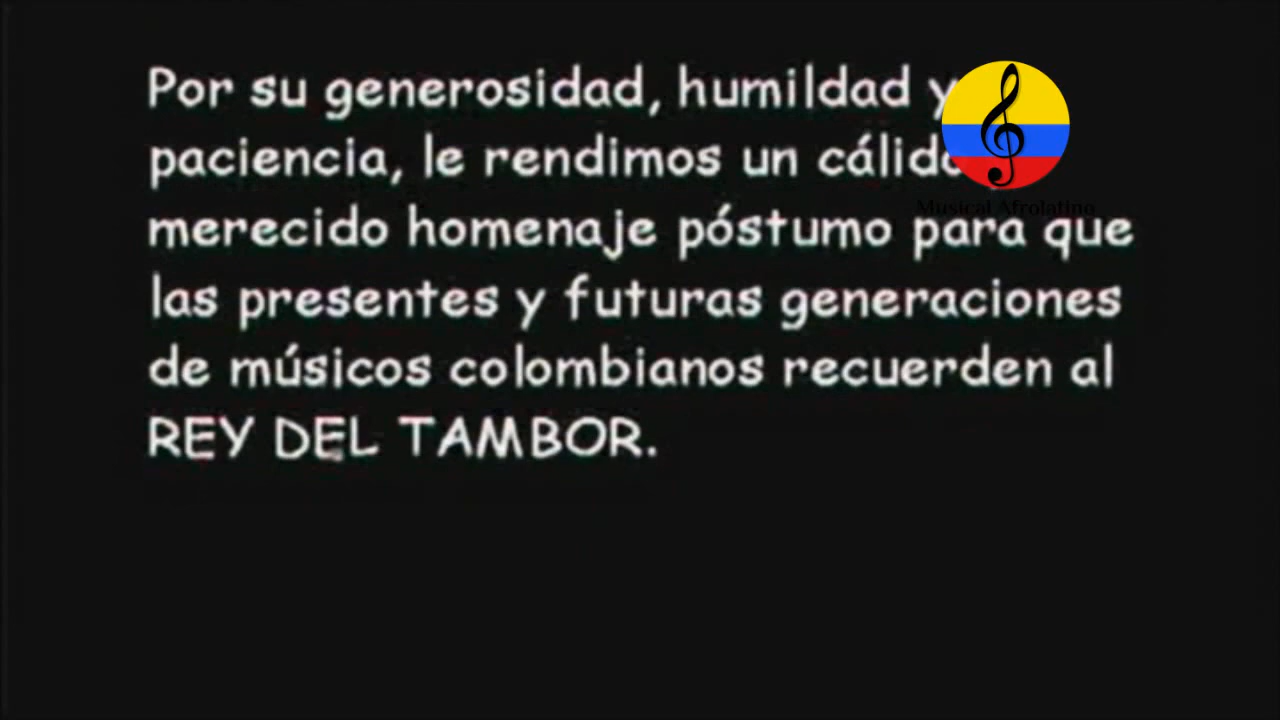 Por su generosidad, humildad y
paciencia, le rendimos un cálido
merecido homenaje póstumo para que
las presentes y futuras generaciones
de músicos colombianos recuerden al
REY DEL TAMBOR.
Musical Afrolatino